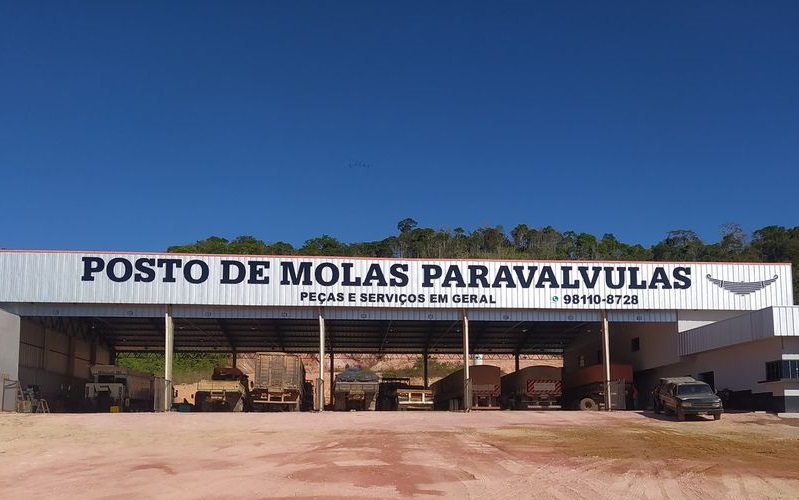 POSTO DE MOLAS PARAVALVULAS
PEÇAS E SERVIÇOS EM GERAL 98110-8728